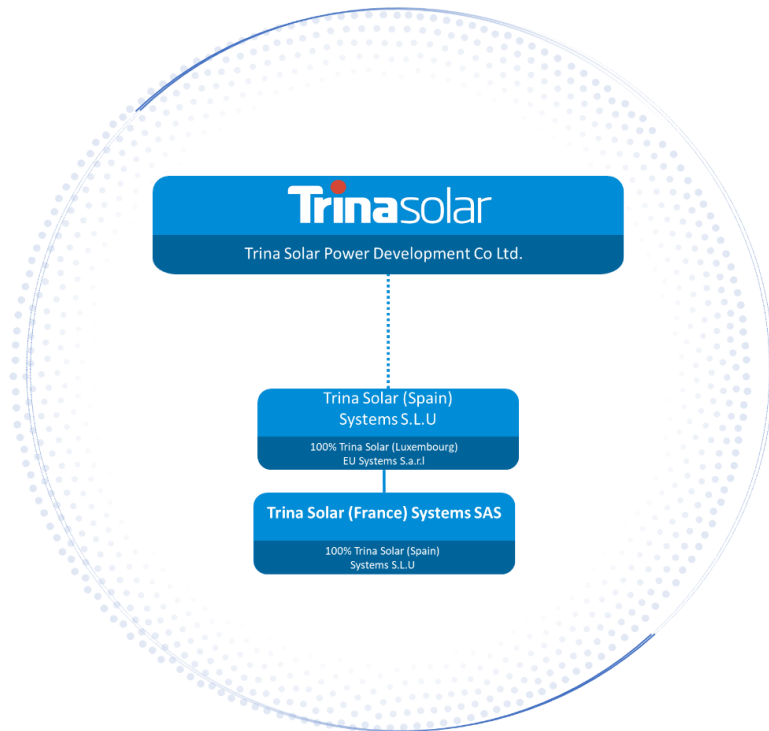 Trinasolar
Trina Solar Power Development Co Ltd.
Trina Solar (Spain)
Systems S.L.U
100% Trina Solar (Luxembourg)
EU Systems S.a.r.l
Trina Solar (France) Systems SAS
100% Trina Solar (Spain)
Systems S.L.U